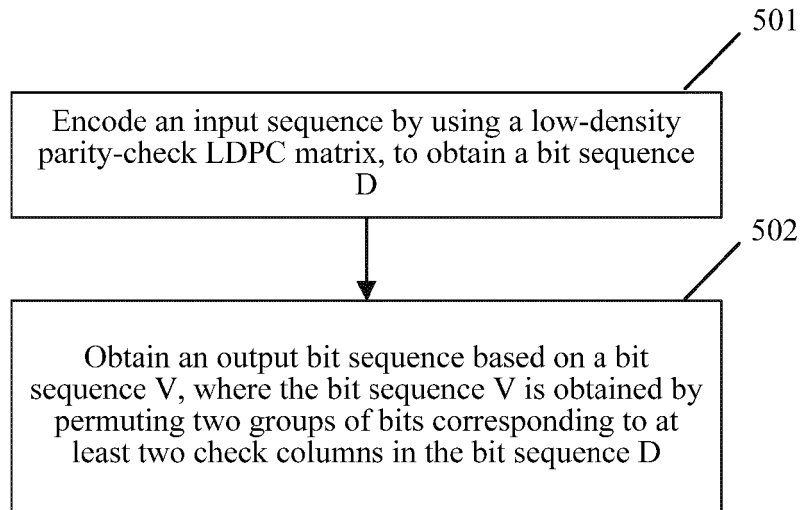 501
Encode an input sequence by using a low-density
parity-check LDPC matrix, to obtain a bit sequence
D
502
Obtain an output bit sequence based on a bit
sequence V, where the bit sequence V is obtained by
permuting two groups of bits corresponding to at
least two check columns in the bit sequence D